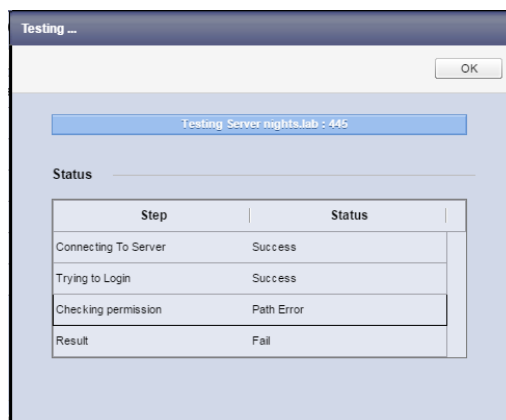 Testing ...
OK
Testing Server nights.lab : 445
Status
Step Status
Connecting To Server Success
Trying to Login Success
Checking permission Path Error
Result Fail